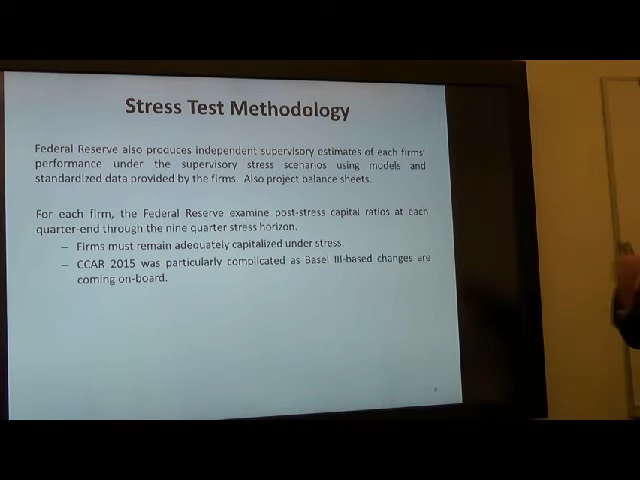 Stress Test Methodology
Federal Reserve also produces independent supervisory estimates of each firms'
performance under the supervisory stress scenarios using models and
standardized data provided by the firms. Also project balance sheets.
For each firm, the Federal Reserve examine post-stress capital ratios at each
quarter-end through the nine quarter stress horizon.
– Firms must remain adequately capitalized under stress.
– CCAR 2015 was particularly complicated as Basel III-based changes are
coming on-board.